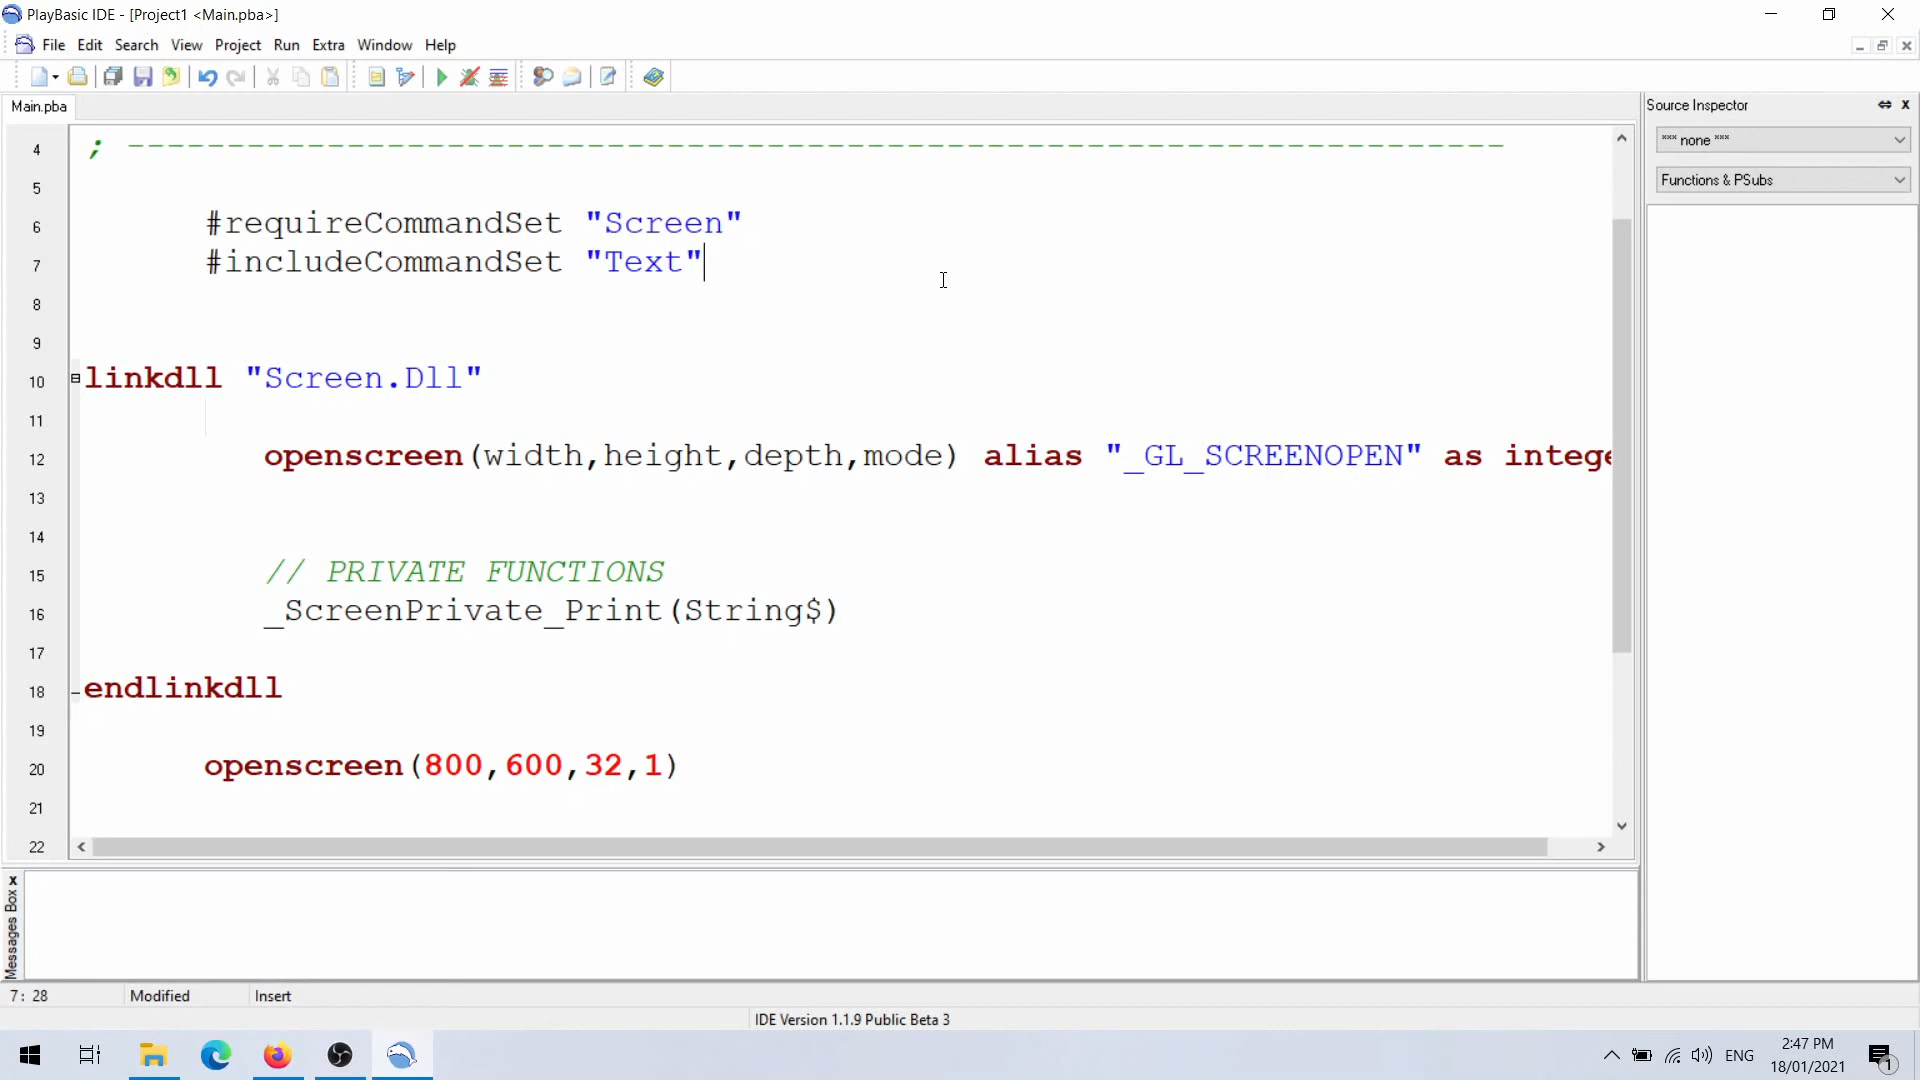 PlayBasic IDE - [Project1 <Main.pba>]
File Edit Search View Project Run Extra Window Help
Main.pba
Source Inspector
*** none ***
Functions & PSubs
4 ; ----------------------------------------------------------------------
5
6 #requireCommandSet "Screen"
7 #includeCommandSet "Text"
8
9
10 linkdll "Screen.Dll"
11
12 openscreen(width,height,depth,mode) alias "_GL_SCREENOPEN" as intege
13
14
15 // PRIVATE FUNCTIONS
16 _ScreenPrivate_Print(String$)
17
18 endlinkdll
19
20 openscreen(800,600,32,1)
21
22
Messages Box
7: 28 Modified Insert
IDE Version 1.1.9 Public Beta 3
ENG
2:47 PM
18/01/2021
1